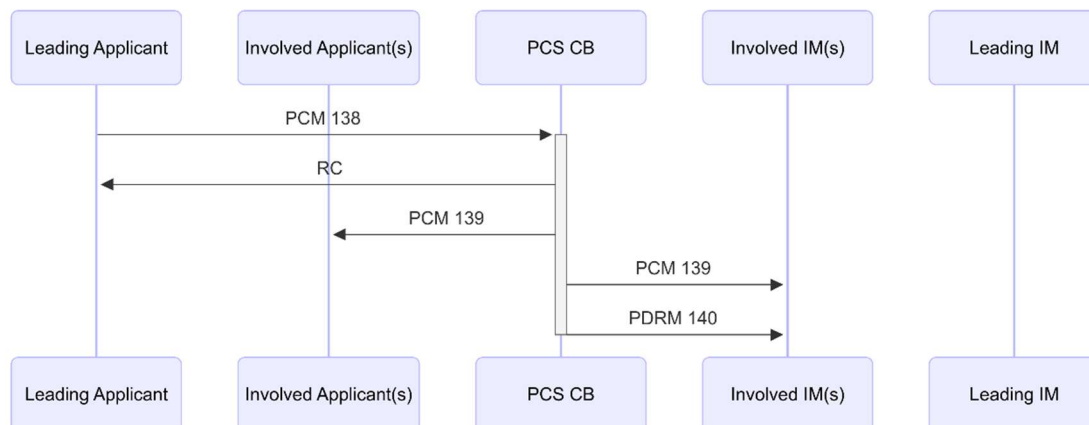 Leading Applicant
Involved Applicant(s)
PCS CB
Involved IM(s)
Leading IM
PCM 138
RC
PCM 139
PCM 139
PDRM 140
Leading Applicant
Involved Applicant(s)
PCS CB
Involved IM(s)
Leading IM